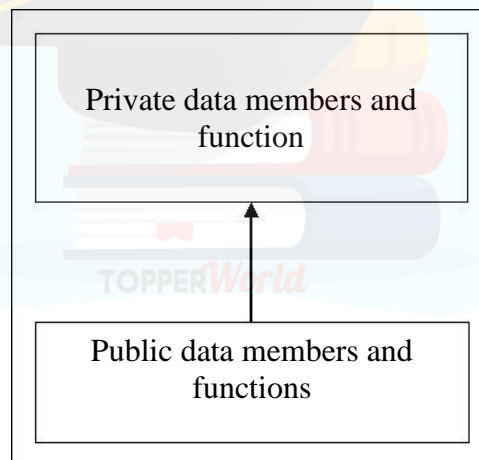 Private data members and
function
TOPPERWorld
Public data members and
functions